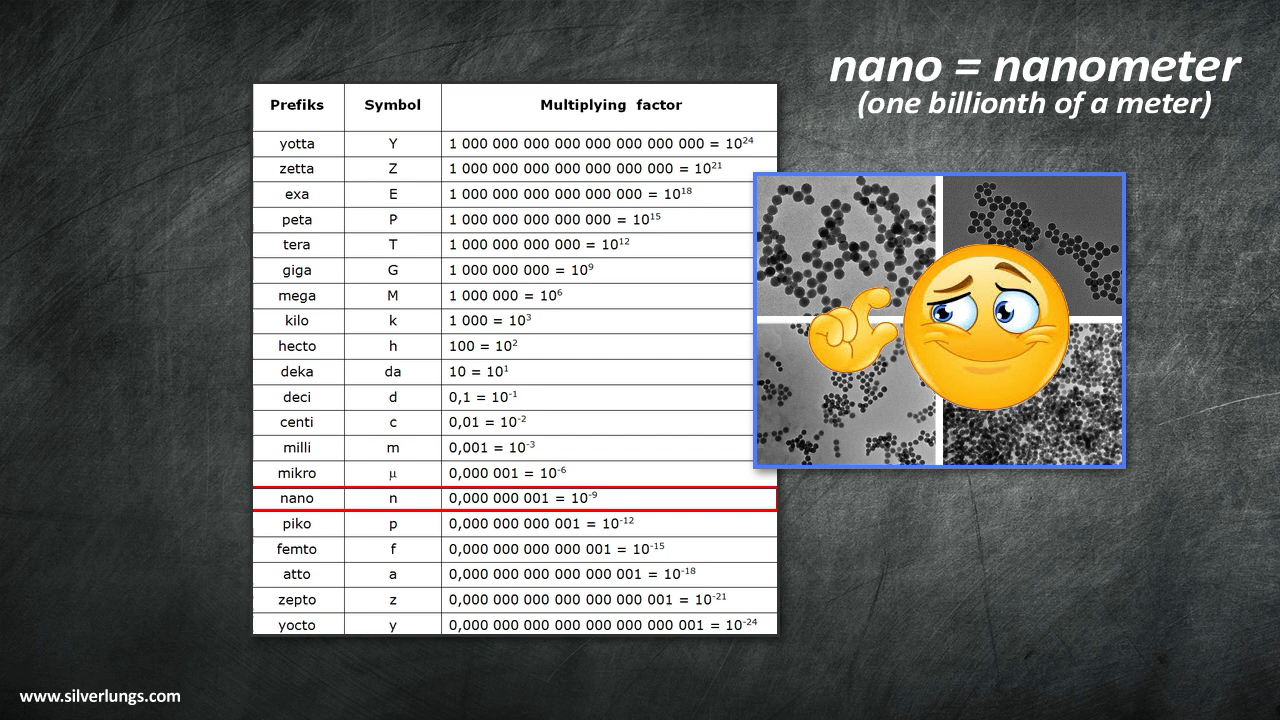 nano = nanometer
(one billionth of a meter)
Prefiks Symbol Multiplying factor
yotta Y 1 000 000 000 000 000 000 000 000 = 10²⁴
zetta Z 1 000 000 000 000 000 000 000 = 10²¹
exa E 1 000 000 000 000 000 000 = 10¹⁸
peta P 1 000 000 000 000 000 = 10¹⁵
tera T 1 000 000 000 000 = 10¹²
giga G 1 000 000 000 = 10⁹
mega M 1 000 000 = 10⁶
kilo k 1 000 = 10³
hecto h 100 = 10²
deka da 10 = 10¹
deci d 0,1 = 10⁻¹
centi c 0,01 = 10⁻²
milli m 0,001 = 10⁻³
mikro µ 0,000 001 = 10⁻⁶
nano n 0,000 000 001 = 10⁻⁹
piko p 0,000 000 000 001 = 10⁻¹²
femto f 0,000 000 000 000 001 = 10⁻¹⁵
atto a 0,000 000 000 000 000 001 = 10⁻¹⁸
zepto z 0,000 000 000 000 000 000 001 = 10⁻²¹
yocto y 0,000 000 000 000 000 000 000 001 = 10⁻²⁴
www.silverlungs.com